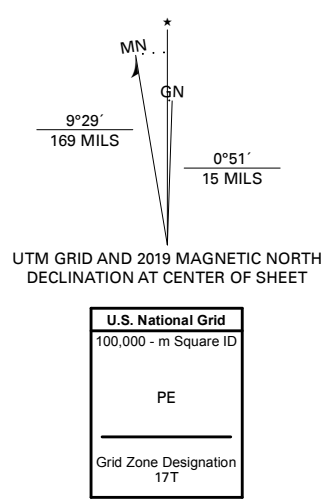 ★
MN
GN
9°29´
169 MILS
0°51´
15 MILS
UTM GRID AND 2019 MAGNETIC NORTH
DECLINATION AT CENTER OF SHEET
U.S. National Grid
100,000 - m Square ID
PE
Grid Zone Designation
17T